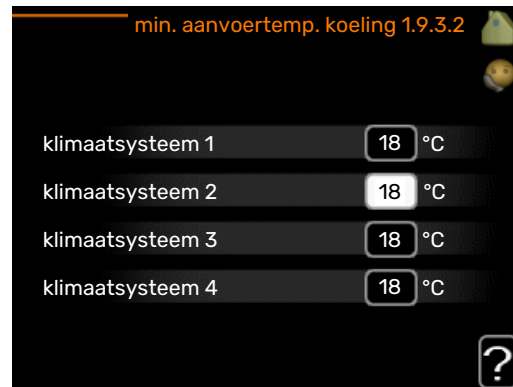 min. aanvoertemp. koeling 1.9.3.2
klimaatsysteem 1 18 °C
klimaatsysteem 2 18 °C
klimaatsysteem 3 18 °C
klimaatsysteem 4 18 °C
?